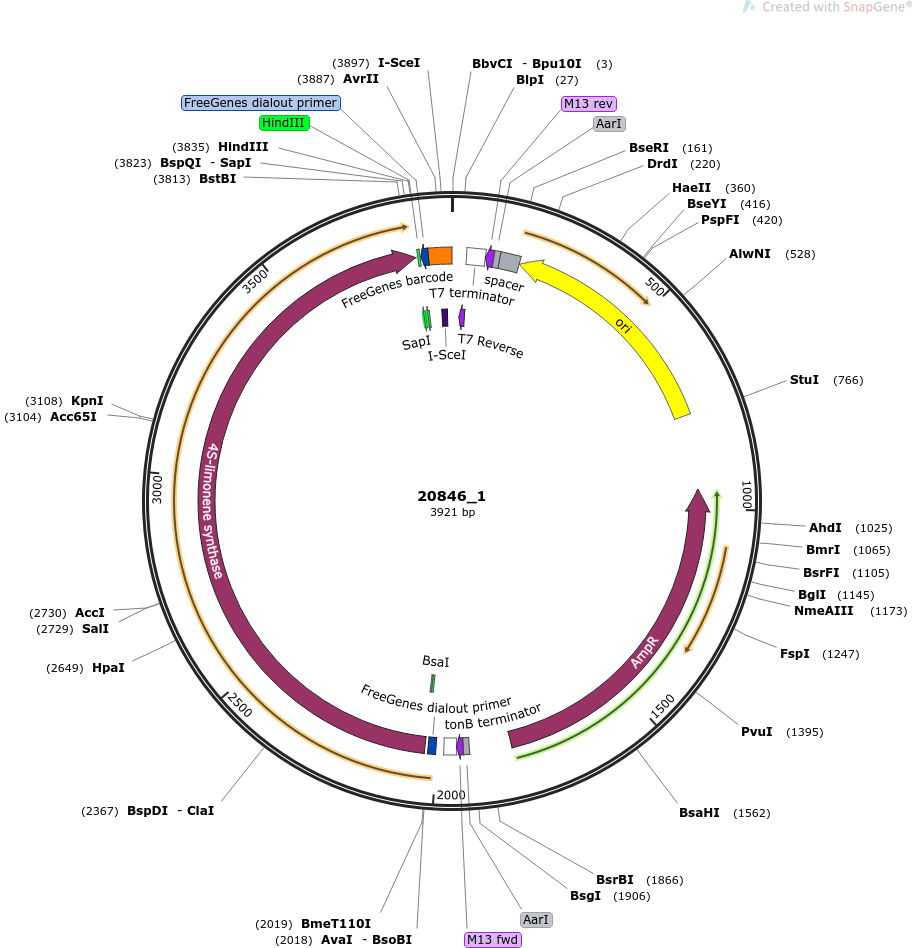 Created with SnapGene®
(3897) I-SceI
(3887) AvrII
BbvCI - Bpu10I (3)
BlpI (27)
FreeGenes dialout primer
HindIII
M13 rev
AarI
(3835) HindIII
(3823) BspQI - SapI
(3813) BstBI
BseRI (161)
DrdI (220)
HaeII (360)
BseYI (416)
PspFI (420)
AlwNI (528)
StuI (766)
3500
500
FreeGenes barcode
T7 terminator
spacer
ori
SapI
I-SceI
T7 Reverse
(3108) KpnI
(3104) Acc65I
4S-limonene synthase
3000
1000
20846_1
3921 bp
AhdI (1025)
BmrI (1065)
BsrFI (1105)
BglI (1145)
NmeAIII (1173)
FspI (1247)
(2730) AccI
(2729) SalI
(2649) HpaI
AmpR
BsaI
FreeGenes dialout primer
tonB terminator
2500
1500
2000
PvuI (1395)
BsaHI (1562)
(2367) BspDI - ClaI
BsrBI (1866)
BsgI (1906)
AarI
M13 fwd
(2019) BmeT110I
(2018) AvaI - BsoBI